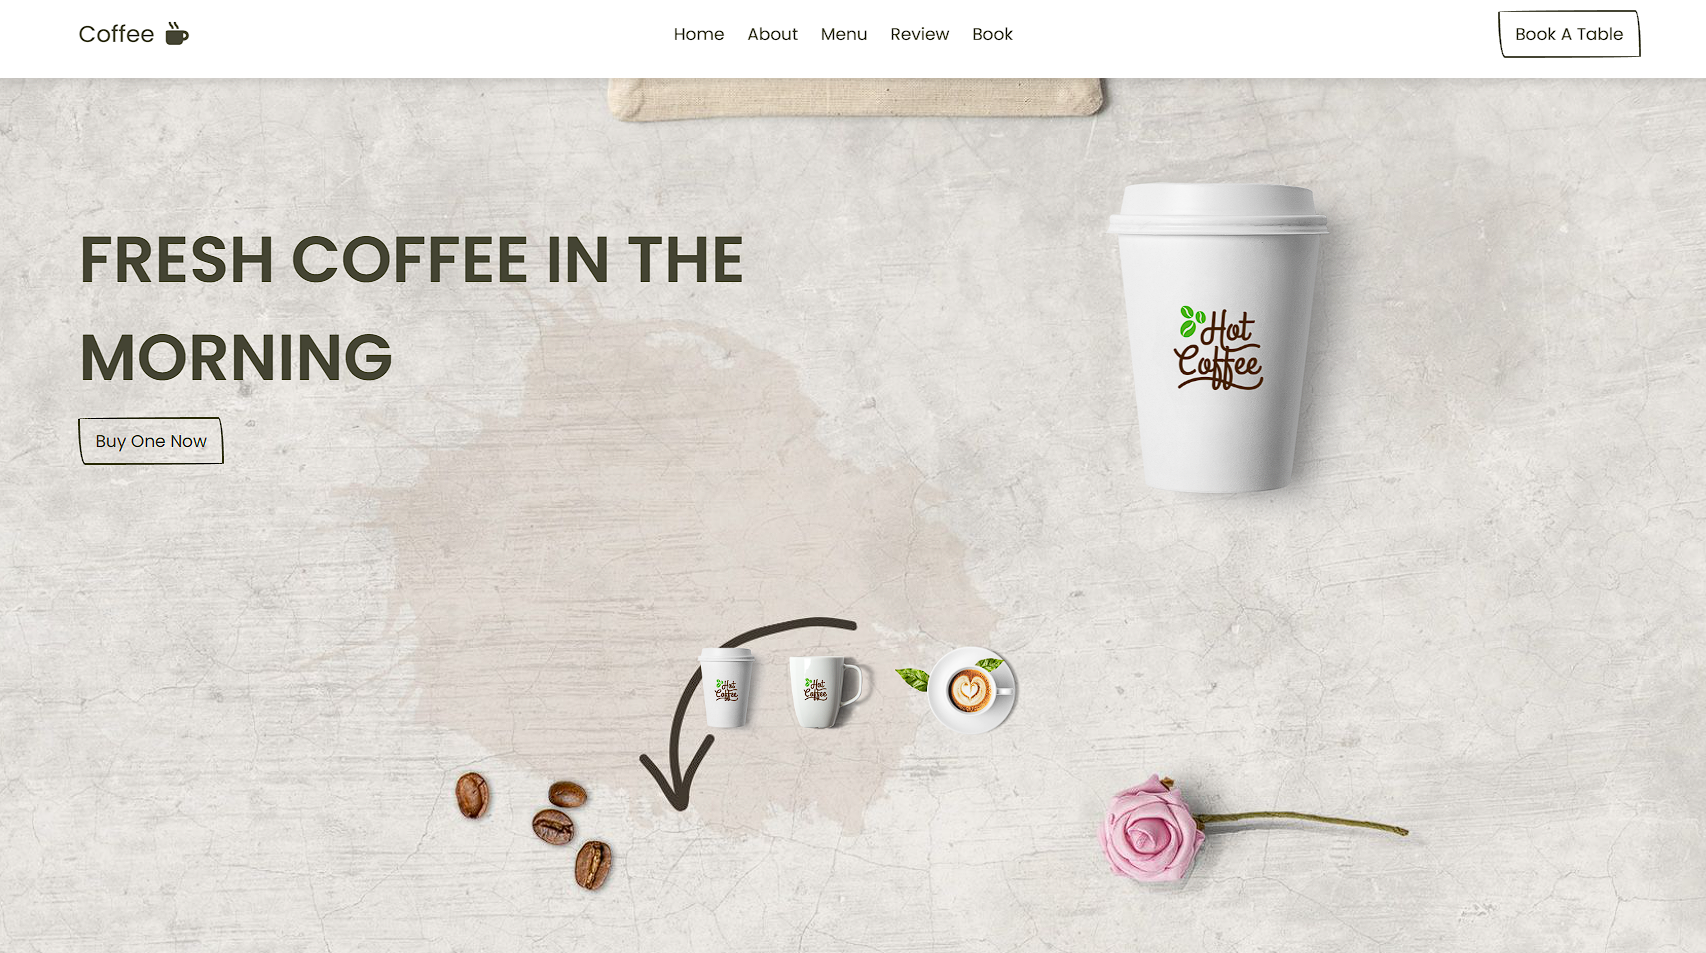 Coffee
Home About Menu Review Book
Book A Table
FRESH COFFEE IN THE
MORNING
Buy One Now
Hot
Coffee
Hot
Coffee
Hot
Coffee